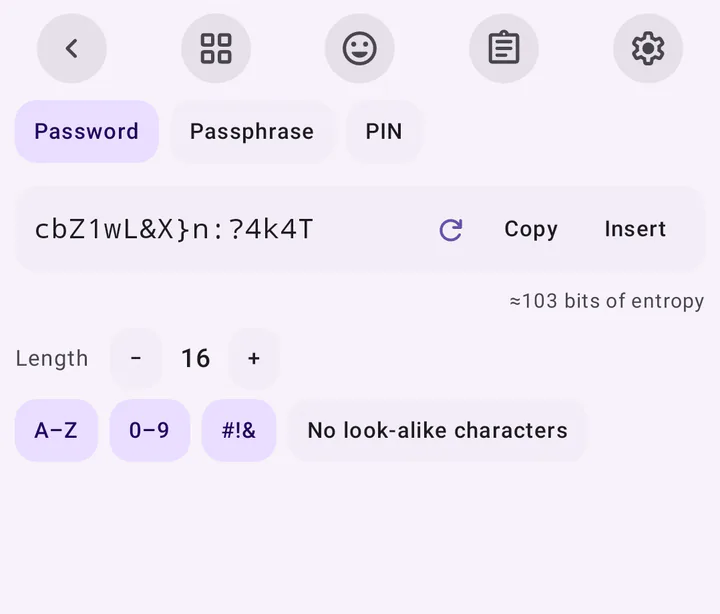 Password Passphrase PIN
cbZ1wL&X}n:?4k4T Copy Insert
≈103 bits of entropy
Length - 16 +
A–Z 0–9 #!& No look-alike characters